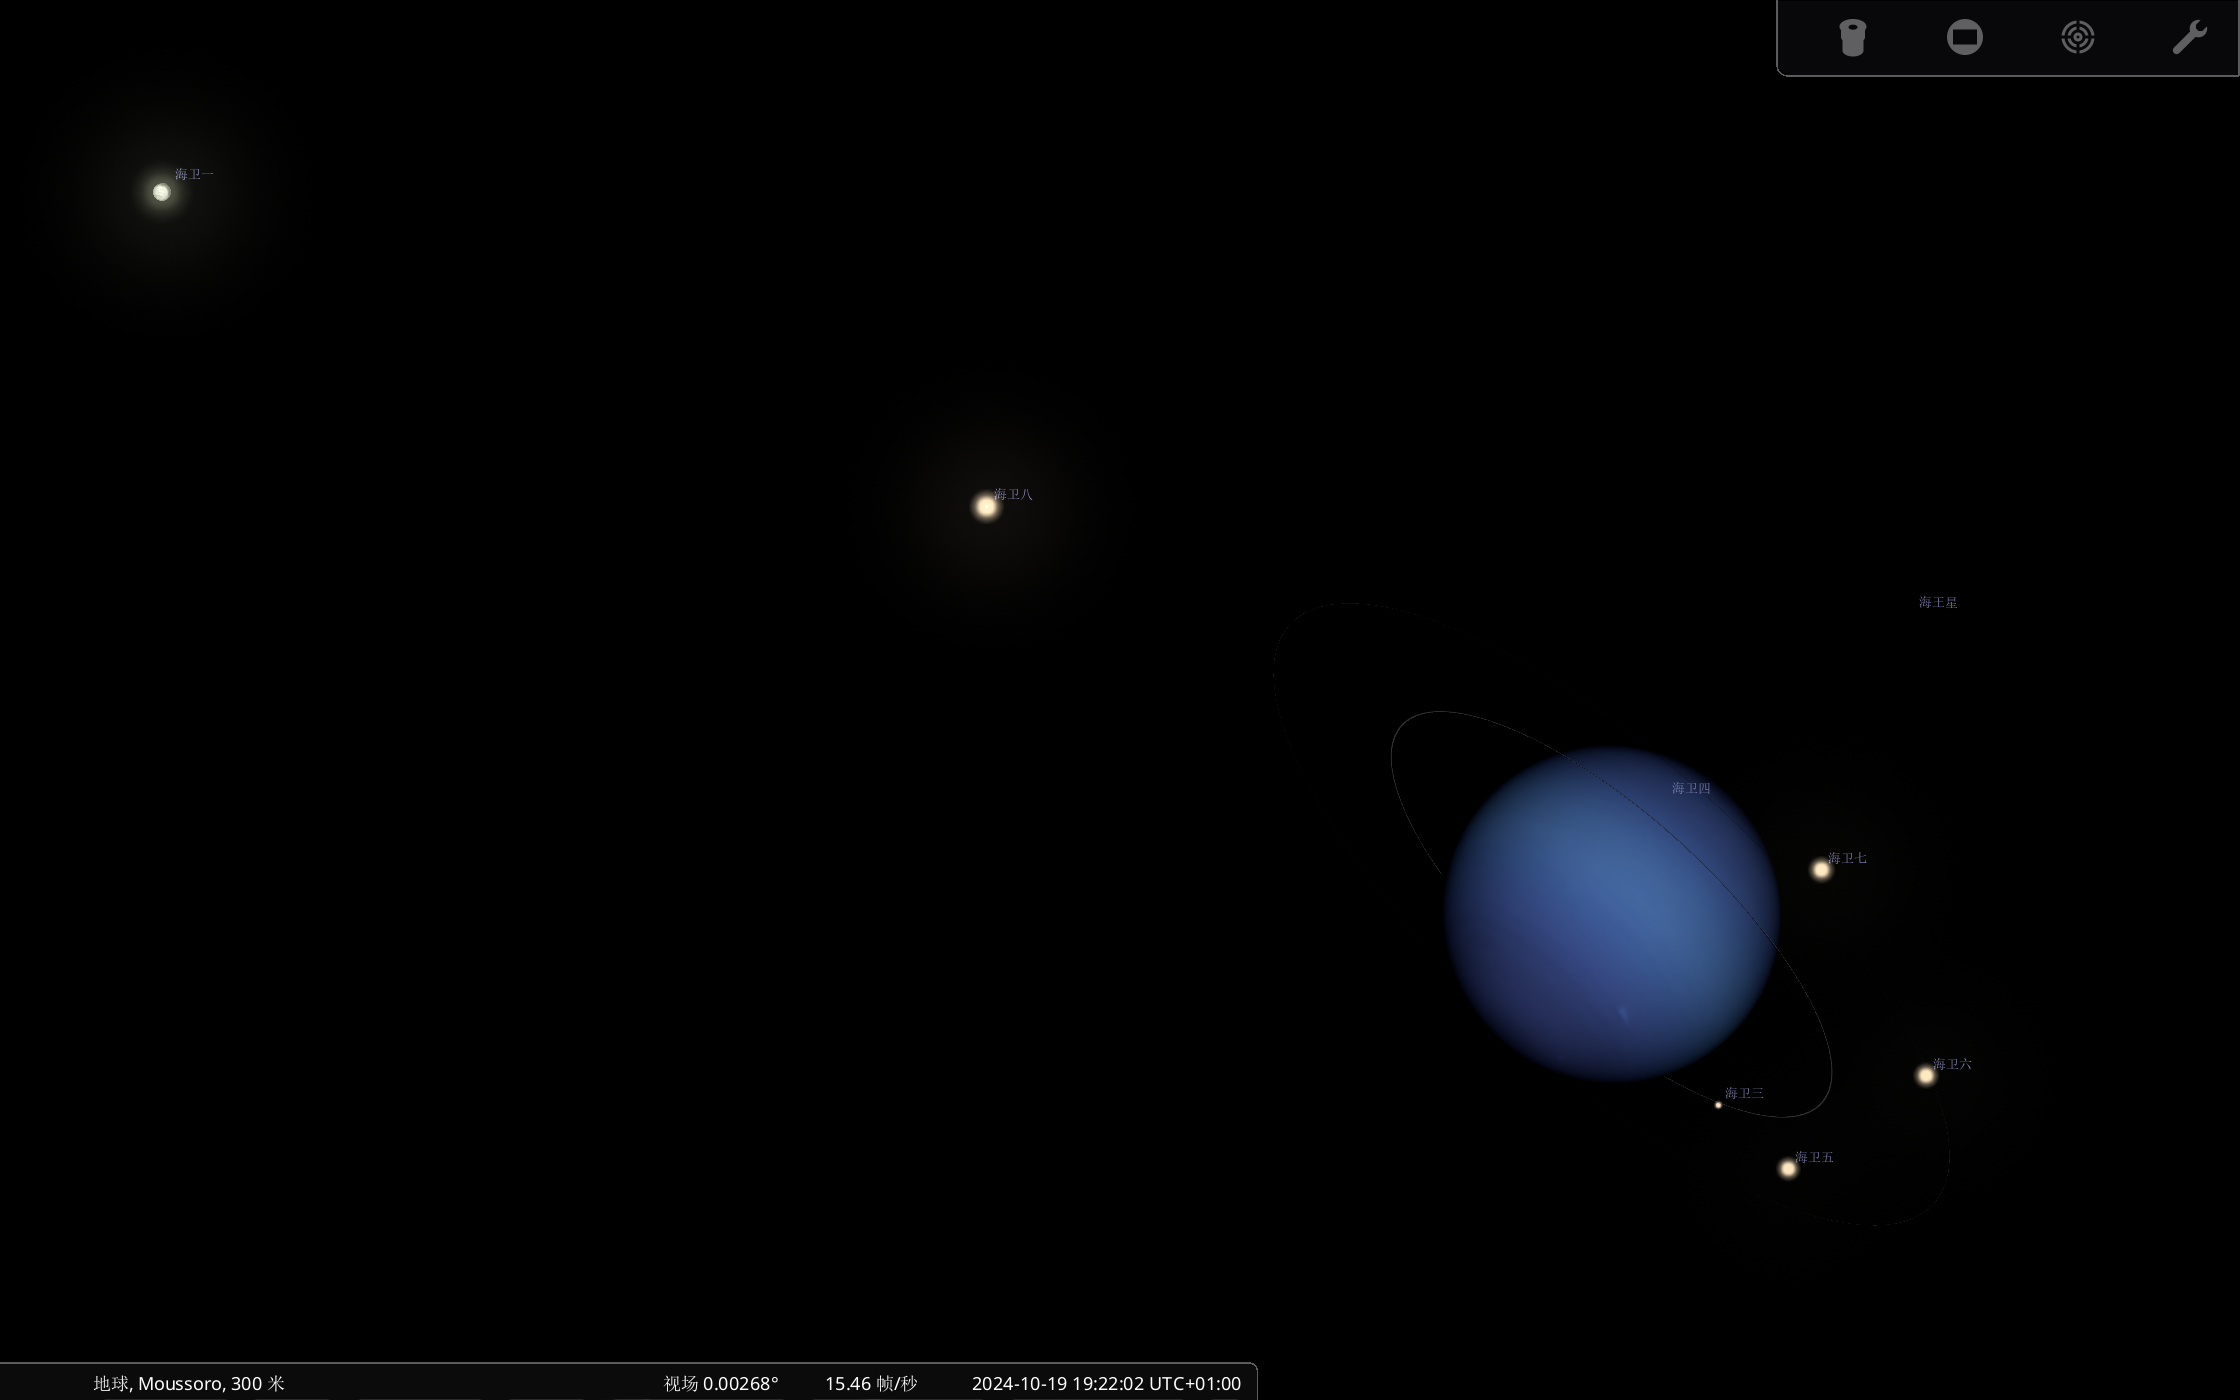 海卫一
海卫八
海王星
海卫四
海卫七
海卫六
海卫三
海卫五
地球, Moussoro, 300 米 视场 0.00268° 15.46 帧/秒 2024-10-19 19:22:02 UTC+01:00